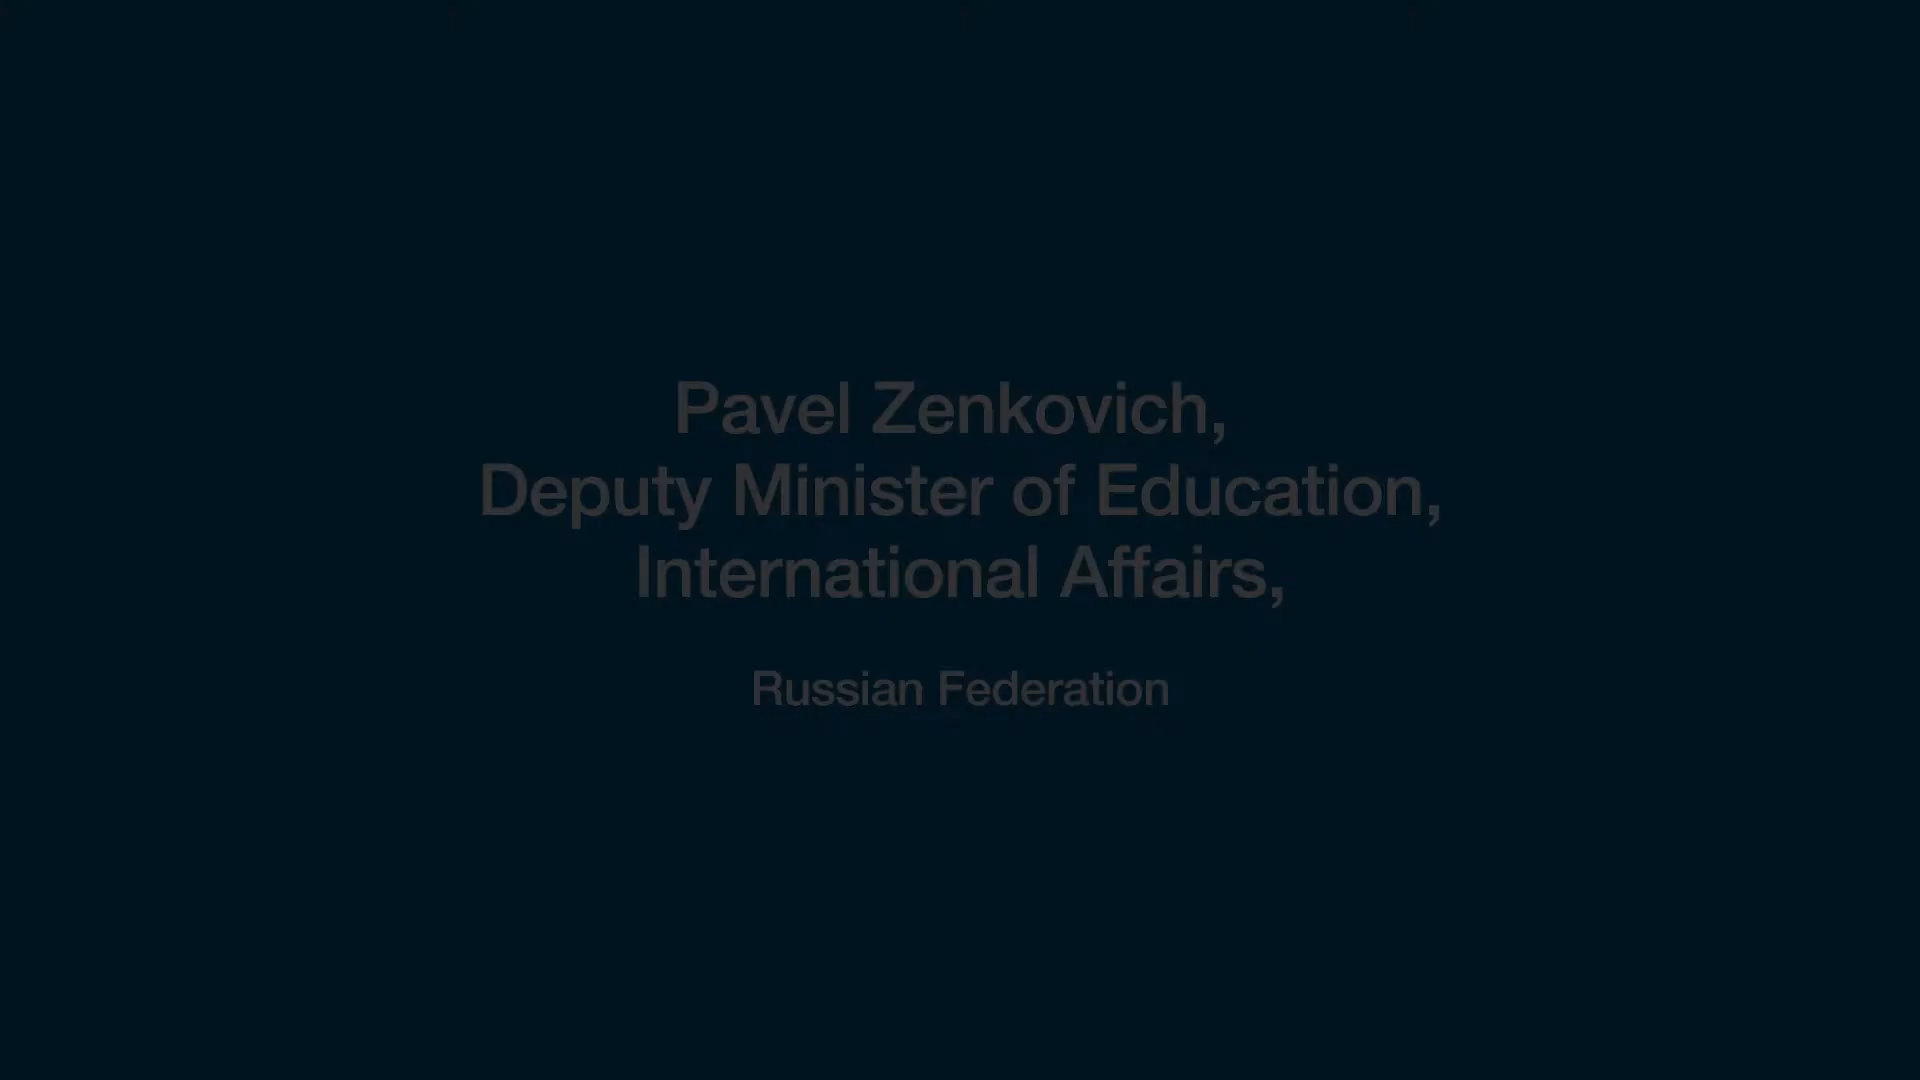 Pavel Zenkovich,
Deputy Minister of Education,
International Affairs,
Russian Federation